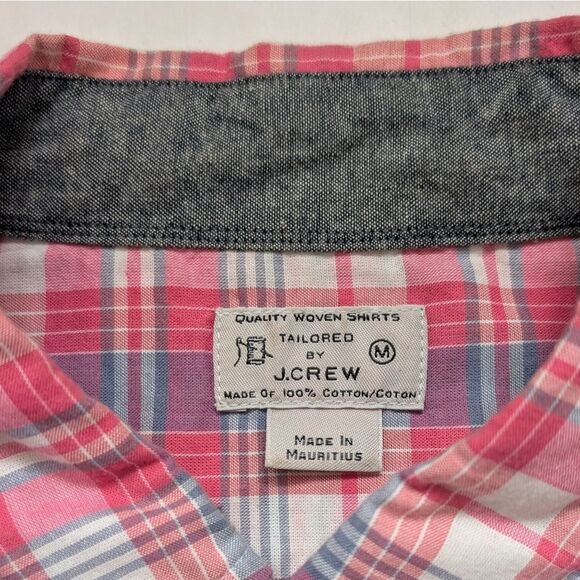 QUALITY WOVEN SHIRTS
TAILORED
BY
J.CREW
M
MADE OF 100% COTTON/COTON
MADE IN
MAURITIUS